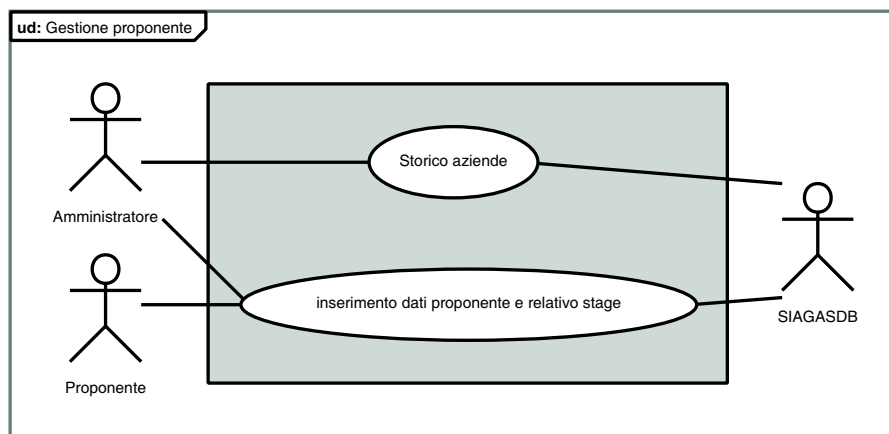 ud: Gestione proponente
Storico aziende
Amministratore
inserimento dati proponente e relativo stage
SIAGASDB
Proponente